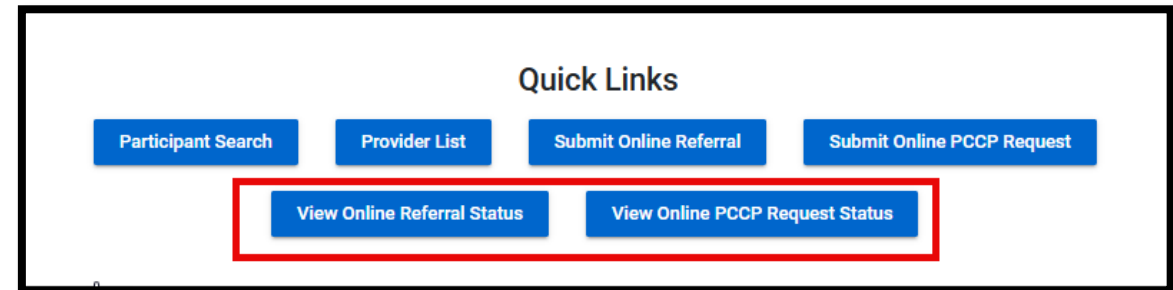 Quick Links
Participant Search Provider List Submit Online Referral Submit Online PCCP Request
View Online Referral Status View Online PCCP Request Status